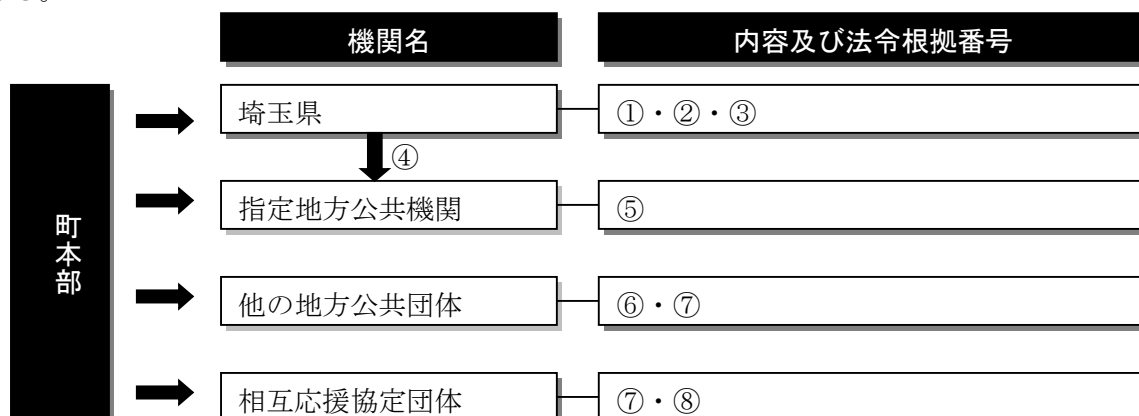 機関名
内容及び法令根拠番号
町本部
埼玉県
①・②・③
④
指定地方公共機関
⑤
他の地方公共団体
⑥・⑦
相互応援協定団体
⑦・⑧